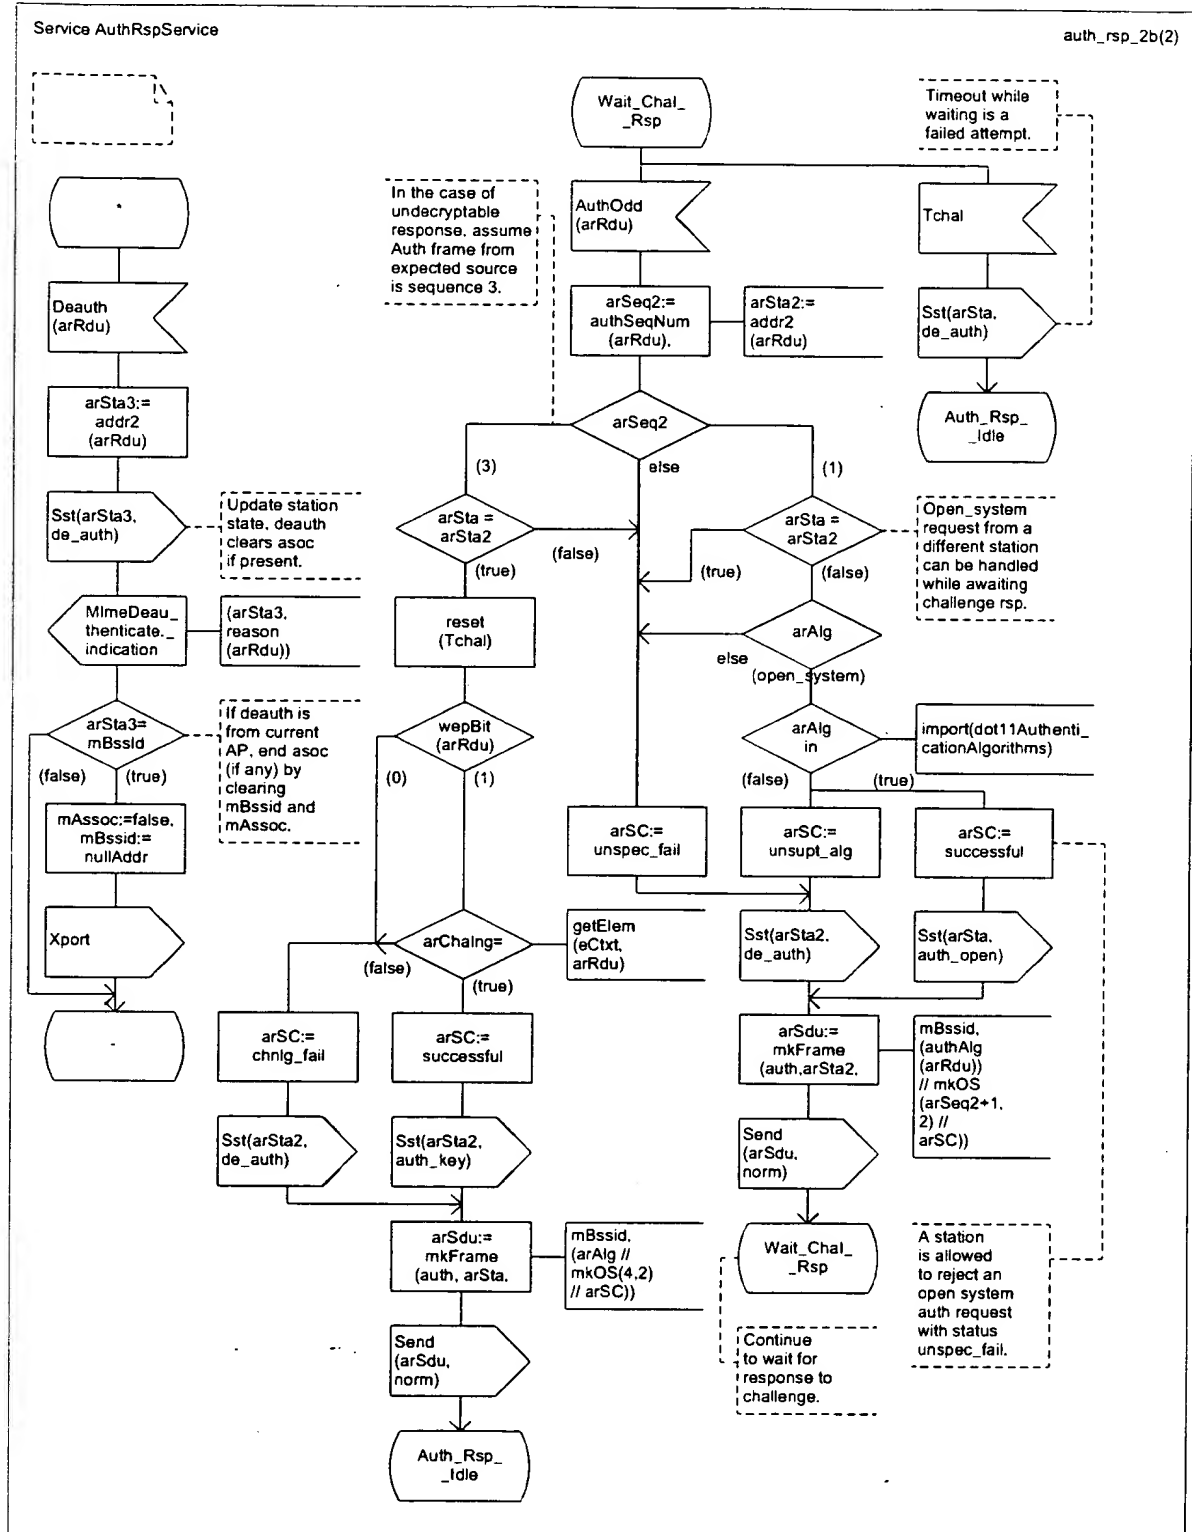 Service AuthRspService
auth_rsp_2b(2)
*
Deauth
(arRdu)
arSta3:=
addr2
(arRdu)
Sst(arSta3,
de_auth)
Update station
state, deauth
clears asoc
if present.
MlmeDeau_
thenticate._
indication
(arSta3,
reason
(arRdu))
arSta3=
mBssId
(false)
(true)
If deauth is
from current
AP, end asoc
(if any) by
clearing
mBssid and
mAssoc.
mAssoc:=false,
mBssid:=
nullAddr
Xport
-
Wait_Chal_
_Rsp
In the case of
undecryptable
response, assume
Auth frame from
expected source
is sequence 3.
AuthOdd
(arRdu)
arSeq2:=
authSeqNum
(arRdu),
arSta2:=
addr2
(arRdu)
Timeout while
waiting is a
failed attempt.
Tchal
Sst(arSta,
de_auth)
Auth_Rsp_
_Idle
arSeq2
(3)
else
(1)
arSta =
arSta2
(false)
(true)
reset
(Tchal)
wepBit
(arRdu)
(0)
(1)
arChalng=
getElem
(eCtxt,
arRdu)
(false)
(true)
arSC:=
chnlg_fail
arSC:=
successful
Sst(arSta2,
de_auth)
Sst(arSta2,
auth_key)
arSdu:=
mkFrame
(auth, arSta,
mBssid,
(arAlg //
mkOS(4,2)
// arSC))
Send
(arSdu,
norm)
Auth_Rsp_
_Idle
arSta =
arSta2
(true)
(false)
Open_system
request from a
different station
can be handled
while awaiting
challenge rsp.
arAlg
else
(open_system)
arAlg
in
import(dot11Authenti_
cationAlgorithms)
(false)
(true)
arSC:=
unspec_fail
arSC:=
unsupt_alg
arSC:=
successful
Sst(arSta2,
de_auth)
Sst(arSta,
auth_open)
arSdu:=
mkFrame
(auth,arSta2,
mBssid,
(authAlg
(arRdu))
// mkOS
(arSeq2+1,
2) //
arSC))
Send
(arSdu,
norm)
Wait_Chal_
_Rsp
Continue
to wait for
response to
challenge.
A station
is allowed
to reject an
open system
auth request
with status
unspec_fail.